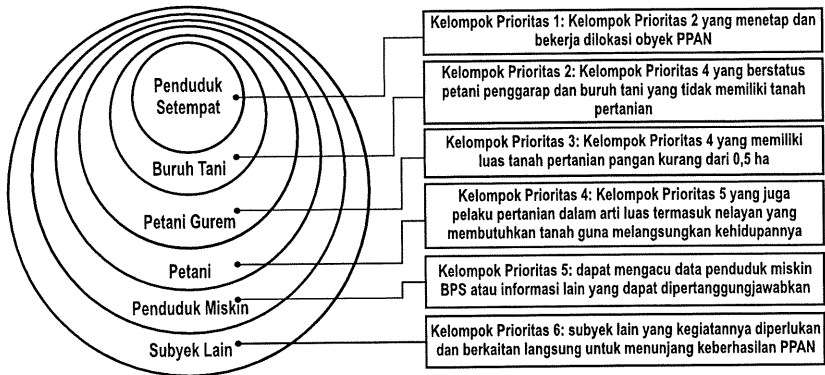 Penduduk
Setempat
Buruh Tani
Petani Gurem
Petani
Penduduk Miskin
Subyek Lain
Kelompok Prioritas 1: Kelompok Prioritas 2 yang menetap dan
bekerja dilokasi obyek PPAN
Kelompok Prioritas 2: Kelompok Prioritas 4 yang berstatus
petani penggarap dan buruh tani yang tidak memiliki tanah
pertanian
Kelompok Prioritas 3: Kelompok Prioritas 4 yang memiliki
luas tanah pertanian pangan kurang dari 0,5 ha
Kelompok Prioritas 4: Kelompok Prioritas 5 yang juga
pelaku pertanian dalam arti luas termasuk nelayan yang
membutuhkan tanah guna melangsungkan kehidupannya
Kelompok Prioritas 5: dapat mengacu data penduduk miskin
BPS atau informasi lain yang dapat dipertanggungjawabkan
Kelompok Prioritas 6: subyek lain yang kegiatannya diperlukan
dan berkaitan langsung untuk menunjang keberhasilan PPAN